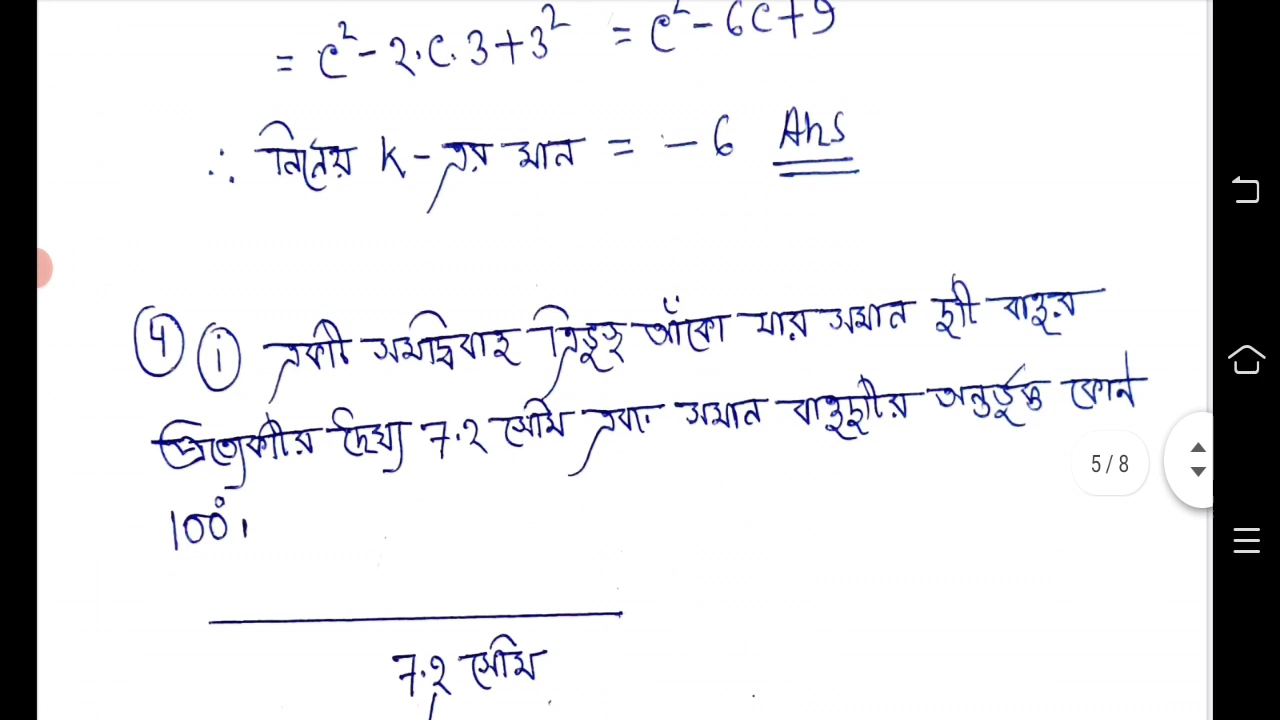 = c² - 2·c·3 + 3² = c² - 6c + 9
∴ নির্নেয় k-এর মান = -6 Ans
4 i একটি সমদ্বিবাহু ত্রিভুজ আঁকো যার সমান দুটি বাহুর
প্রত্যেকটির দৈর্ঘ্য 7.2 সেমি এবং সমান বাহুদুটির অন্তর্ভুক্ত কোন
100°।
5/8
7.2 সেমি